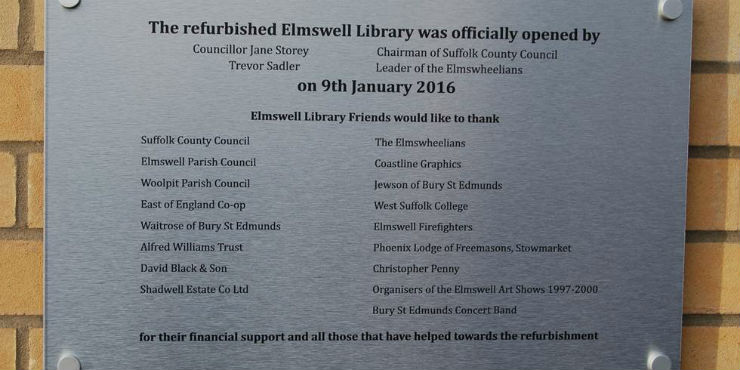 The refurbished Elmswell Library was officially opened by
Councillor Jane Storey Chairman of Suffolk County Council
Trevor Sadler Leader of the Elmswheelians
on 9th January 2016
Elmswell Library Friends would like to thank
Suffolk County Council The Elmswheelians
Elmswell Parish Council Coastline Graphics
Woolpit Parish Council Jewson of Bury St Edmunds
East of England Co-op West Suffolk College
Waitrose of Bury St Edmunds Elmswell Firefighters
Alfred Williams Trust Phoenix Lodge of Freemasons, Stowmarket
David Black & Son Christopher Penny
Shadwell Estate Co Ltd Organisers of the Elmswell Art Shows 1997-2000
Bury St Edmunds Concert Band
for their financial support and all those that have helped towards the refurbishment